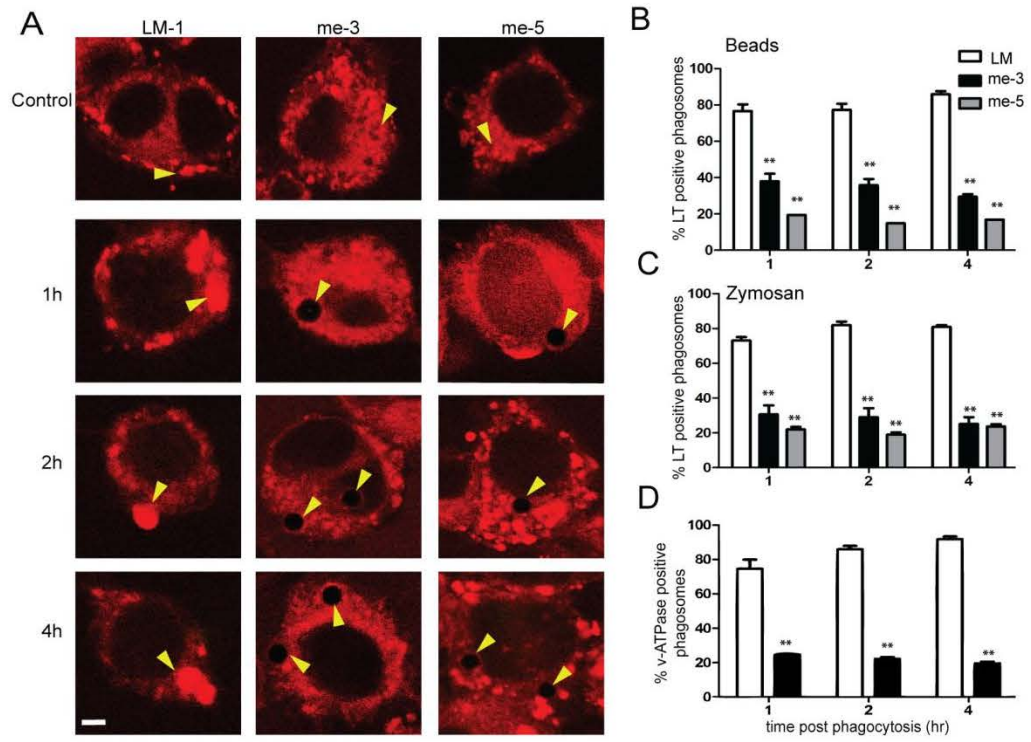 A
LM-1 me-3 me-5
Control
1h
2h
4h
B
Beads
LM
me-3
me-5
% LT positive phagosomes
100
80
60
40
20
0
** ** ** ** ** **
1 2 4
C
Zymosan
% LT positive phagosomes
100
80
60
40
20
0
** ** ** ** ** **
1 2 4
D
% v-ATPase positive
phagosomes
100
80
60
40
20
0
** ** **
1 2 4
time post phagocytosis (hr)